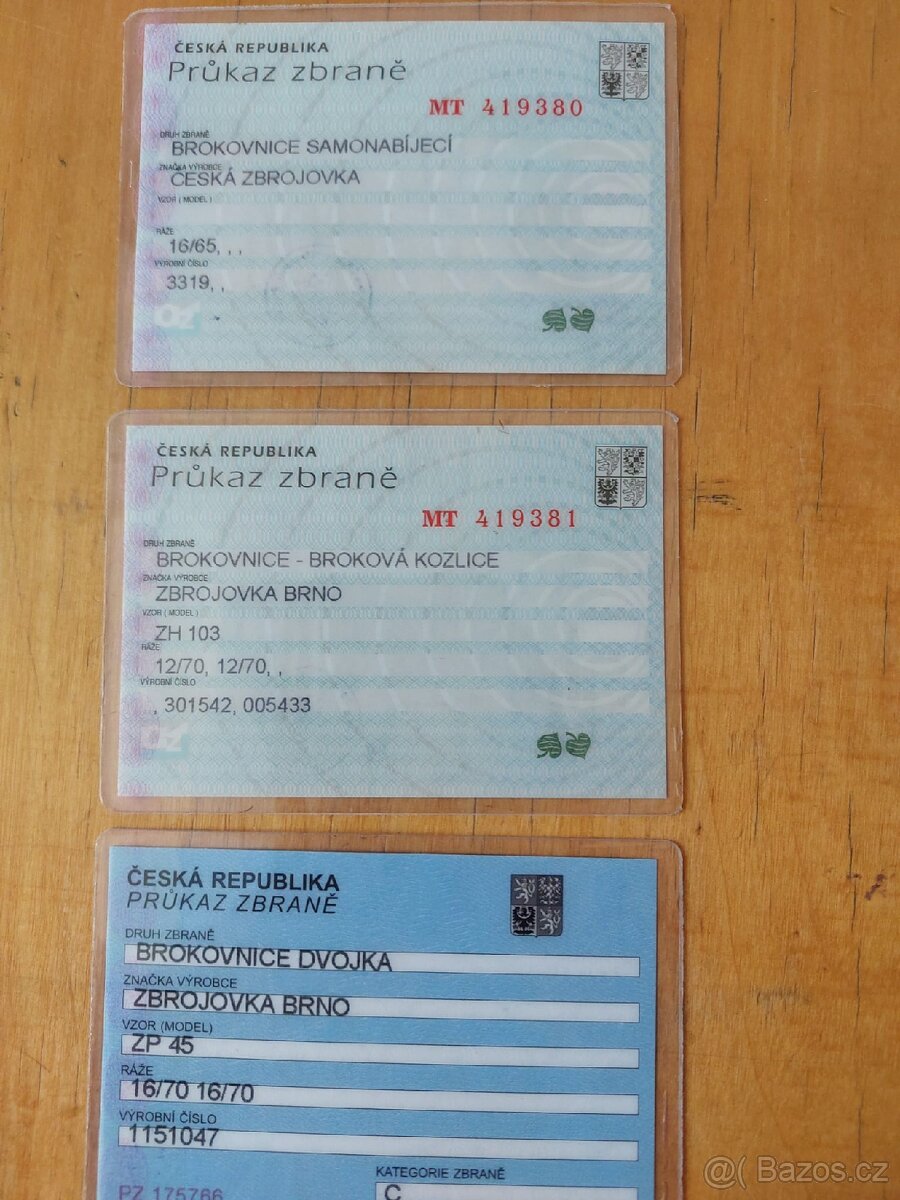 ČESKÁ REPUBLIKA
Průkaz zbraně
MT 419380
DRUH ZBRANĚ
BROKOVNICE SAMONABÍJECÍ
ZNAČKA VÝROBCE
ČESKÁ ZBROJOVKA
VZOR ( MODEL )
RÁŽE
16/65, , ,
VÝROBNÍ ČÍSLO
3319, ,
ČESKÁ REPUBLIKA
Průkaz zbraně
MT 419381
DRUH ZBRANĚ
BROKOVNICE - BROKOVÁ KOZLICE
ZNAČKA VÝROBCE
ZBROJOVKA BRNO
VZOR ( MODEL )
ZH 103
RÁŽE
12/70, 12/70, ,
VÝROBNÍ ČÍSLO
, 301542, 005433
ČESKÁ REPUBLIKA
PRŮKAZ ZBRANĚ
DRUH ZBRANĚ
BROKOVNICE DVOJKA
ZNAČKA VÝROBCE
ZBROJOVKA BRNO
VZOR (MODEL)
ZP 45
RÁŽE
16/70 16/70
VÝROBNÍ ČÍSLO
1151047
KATEGORIE ZBRANĚ
PZ 175766 C
@( Bazos.cz